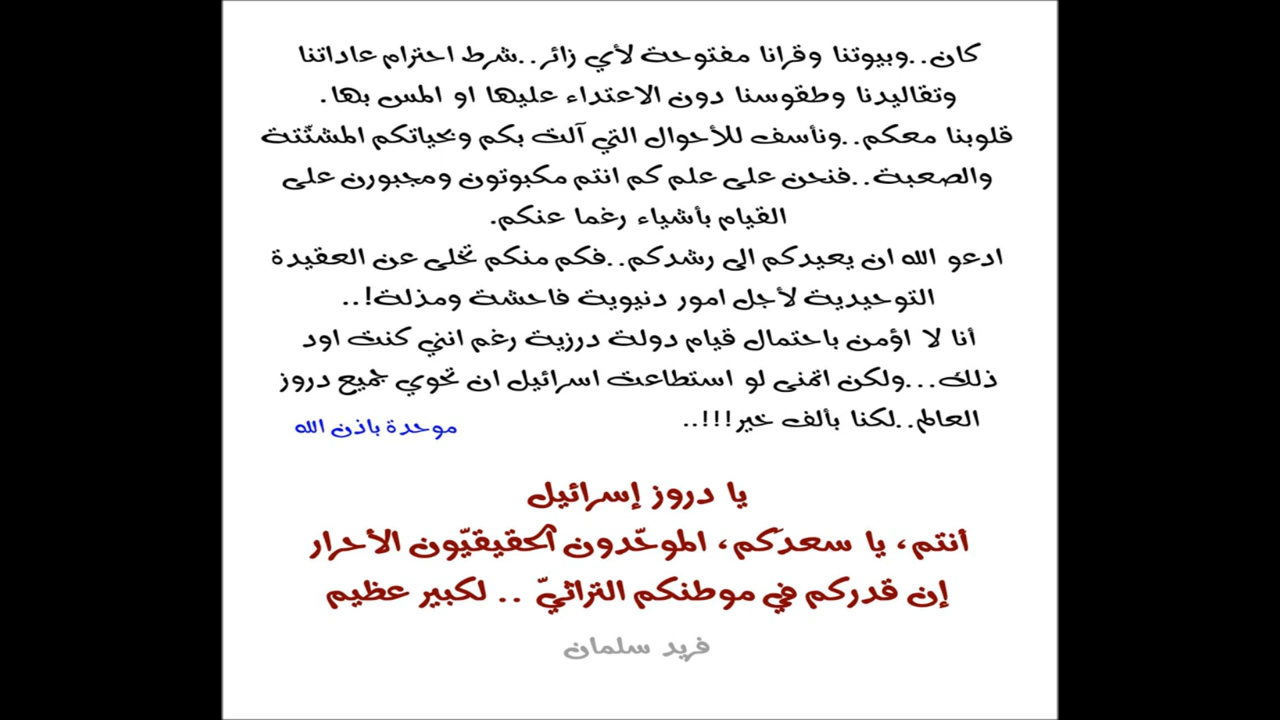 كان..وبيوتنا وقرانا مفتوحة لأي زائر..شرط احترام عاداتنا
وتقاليدنا وطقوسنا دون الاعتداء عليها او المس بها.
قلوبنا معكم..ونأسف للأحوال التي آلت بكم وبحياتكم المشتّتة
والصعبة..فنحن على علم كم انتم مكبوتون ومجبورن على
القيام بأشياء رغما عنكم.
ادعو الله ان يعيدكم الى رشدكم..فكم منكم تخلى عن العقيدة
التوحيدية لأجل امور دنيوية فاحشة ومذلة!..
أنا لا اؤمن باحتمال قيام دولة درزية رغم انني كنت اود
ذلك...ولكن اتمنى لو استطاعت اسرائيل ان تحوي جميع دروز
العالم..لكنا بألف خير!!!..
موحدة باذن الله
يا دروز إسرائيل
أنتم، يا سعدَكم، الموحّدون الحقيقيّون الأحرار
إن قدركم في موطنكم التراثيّ .. لكبير عظيم
فريد سلمان